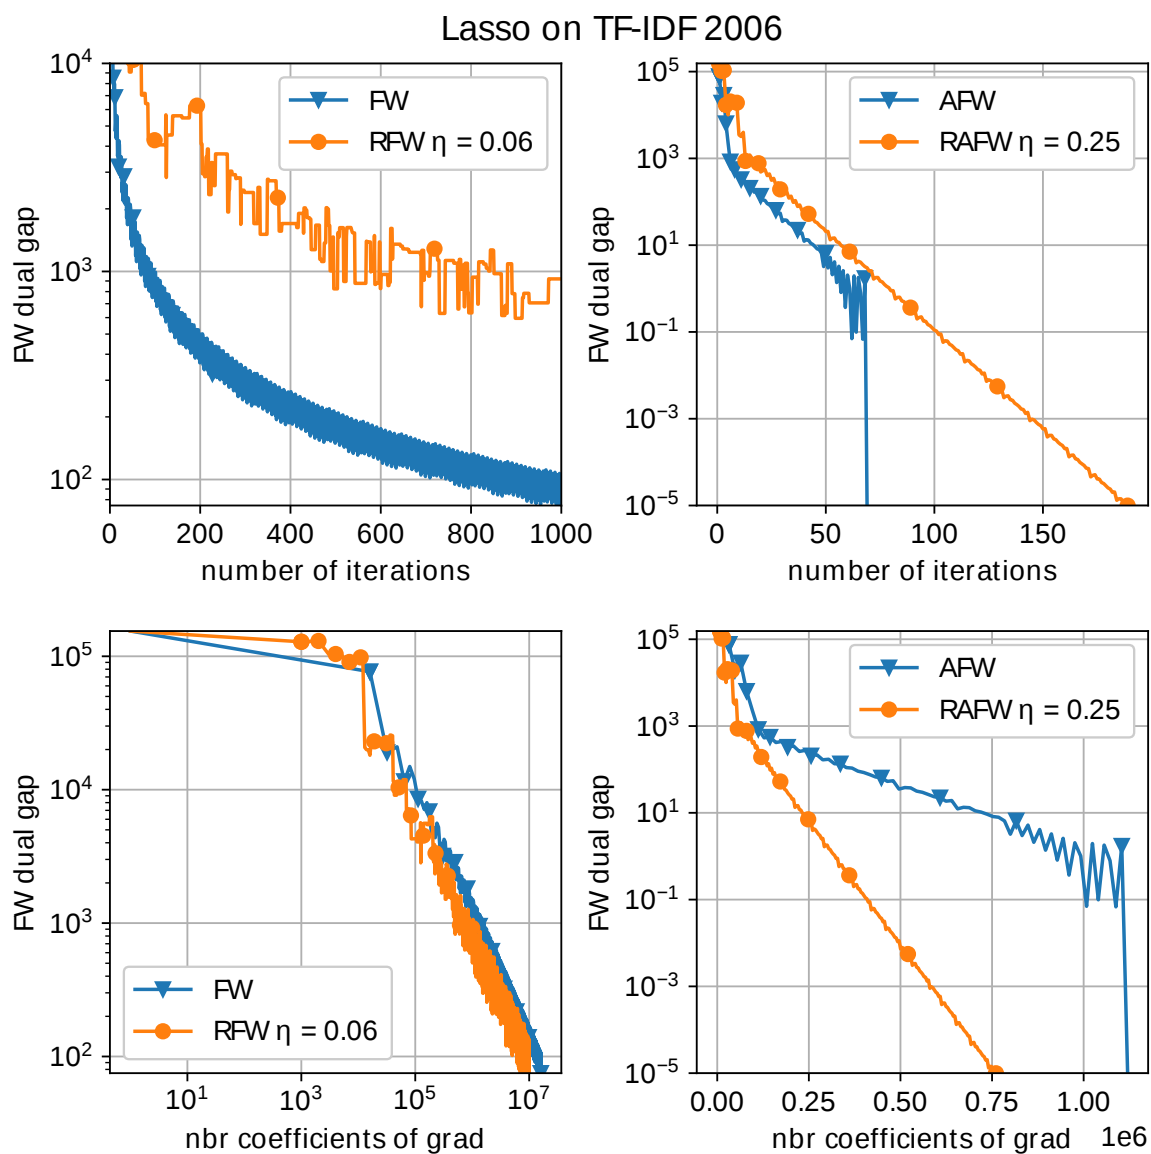 Lasso on TF-IDF 2006
10^4
10^3
10^2
FW dual gap
FW
RFW η = 0.06
0 200 400 600 800 1000
number of iterations
10^5
10^3
10^1
10^−1
10^−3
10^−5
FW dual gap
AFW
RAFW η = 0.25
0 50 100 150
number of iterations
10^5
10^4
10^3
10^2
FW dual gap
FW
RFW η = 0.06
10^1 10^3 10^5 10^7
nbr coefficients of grad
10^5
10^3
10^1
10^−1
10^−3
10^−5
FW dual gap
AFW
RAFW η = 0.25
0.00 0.25 0.50 0.75 1.00
nbr coefficients of grad 1e6